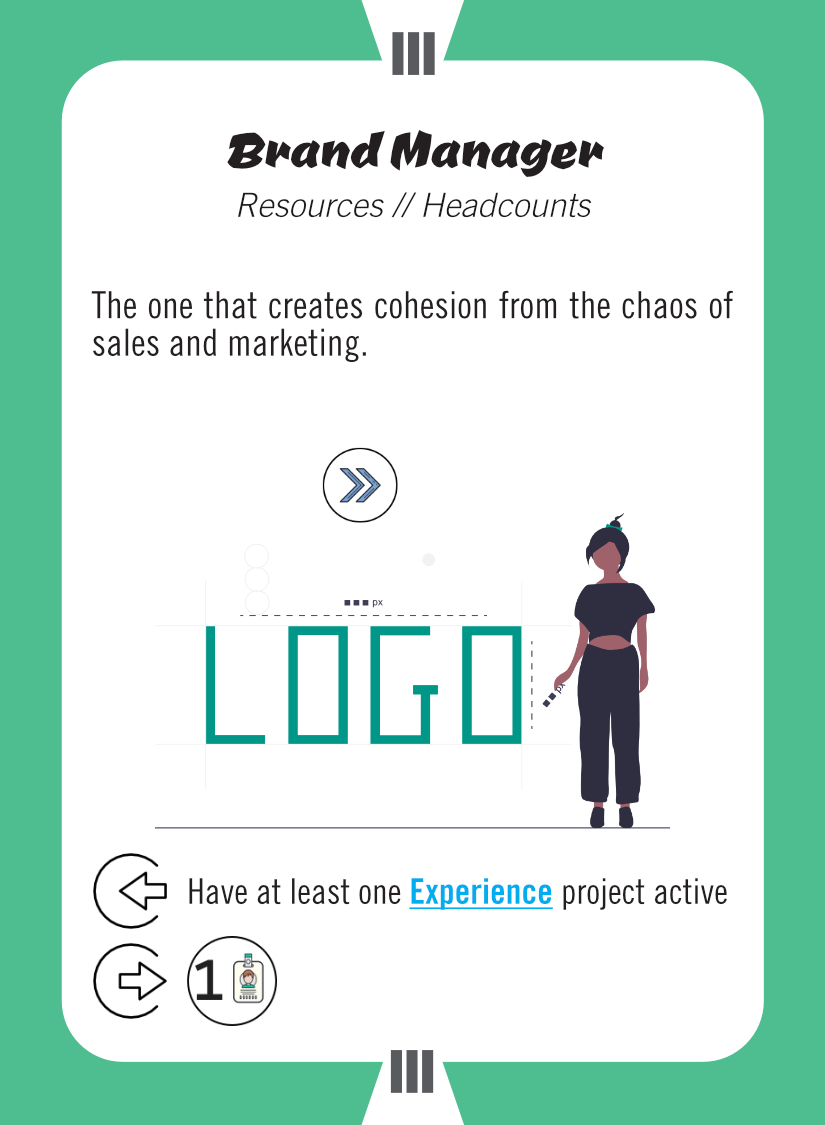 III
Brand Manager
Resources // Headcounts
The one that creates cohesion from the chaos of
sales and marketing.
px
LOGO
px
Have at least one Experience project active
1
III